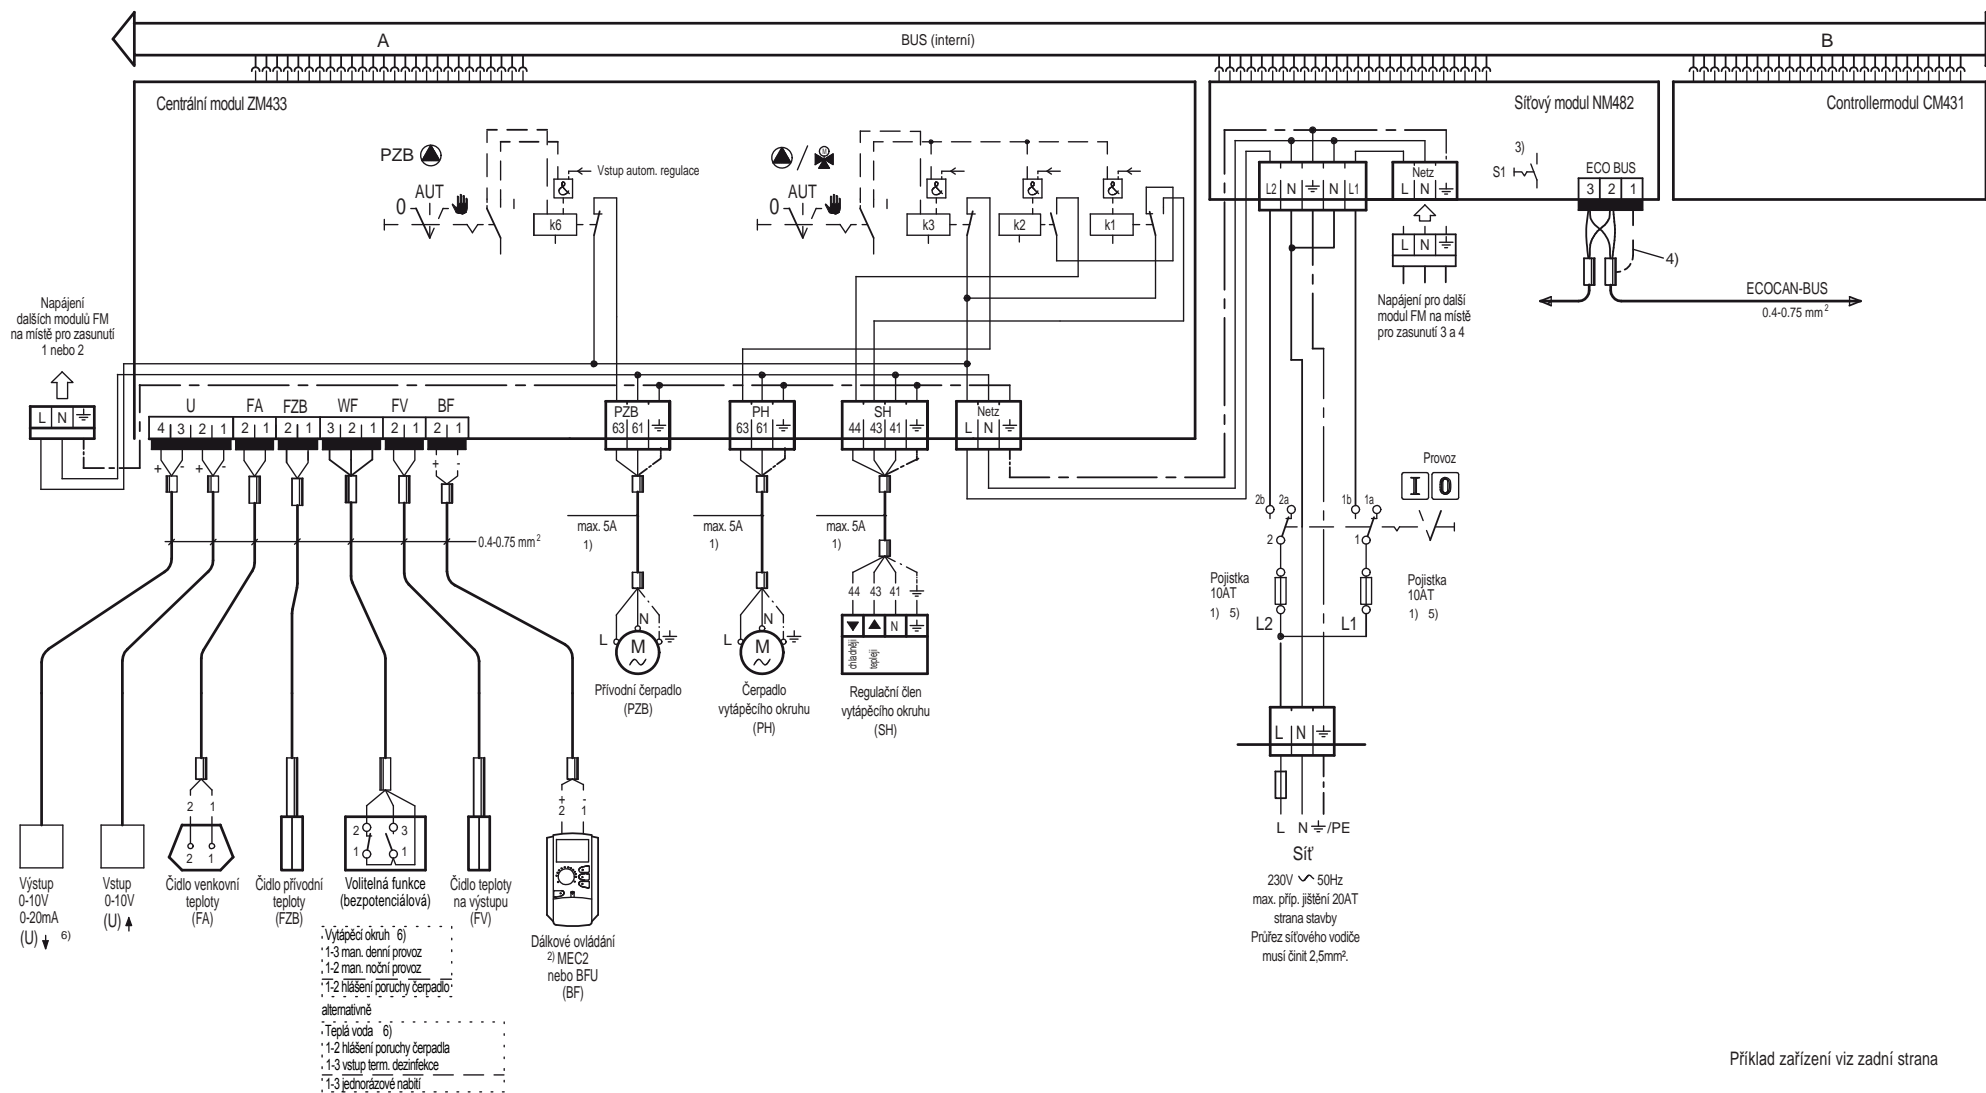 A
BUS (interní)
B
Centrální modul ZM433
Síťový modul NM482
Controllermodul CM431
PZB
AUT
0
Vstup autom. regulace
k6
M
AUT
0
k3
k2
k1
L2 N N L1
Netz
L N
S1
3)
ECO BUS
3 2 1
L N
4)
Napájení pro další
modul FM na místě
pro zasunutí 3 a 4
ECOCAN-BUS
0.4-0.75 mm²
Napájení
dalších modulů FM
na místě pro zasunutí
1 nebo 2
L N
U
4 3 2 1
FA
2 1
FZB
2 1
WF
3 2 1
FV
2 1
BF
2 1
PZB
63 61
PH
63 61
SH
44 43 41
Netz
L N
+ - + - + -
0.4-0.75 mm²
max. 5A
1)
max. 5A
1)
max. 5A
1)
44 43 41
N
chladněji
tepleji
L N
M
L N
M
Přívodní čerpadlo
(PZB)
Čerpadlo
vytápěcího okruhu
(PH)
Regulační člen
vytápěcího okruhu
(SH)
Provoz
I 0
2b 2a
1b 1a
2
1
Pojistka
10AT
1) 5)
Pojistka
10AT
1) 5)
L2
L1
L N
L N /PE
Síť
230V 50Hz
max. příp. jištění 20AT
strana stavby
Průřez síťového vodiče
musí činit 2,5mm².
Výstup
0-10V
0-20mA
(U) 6)
Vstup
0-10V
(U)
2 1
2 1
Čidlo venkovní
teploty
(FA)
Čidlo přívodní
teploty
(FZB)
2 3
1 1
Volitelná funkce
(bezpotenciálová)
Čidlo teploty
na výstupu
(FV)
+ -
2 1
Dálkové ovládání
2) MEC2
nebo BFU
(BF)
Vytápěcí okruh 6)
1-3 man. denní provoz
1-2 man. noční provoz
1-2 hlášení poruchy čerpadlo
alternativně
Teplá voda 6)
1-2 hlášení poruchy čerpadla
1-3 vstup term. dezinfekce
1-3 jednorázové nabití
Příklad zařízení viz zadní strana